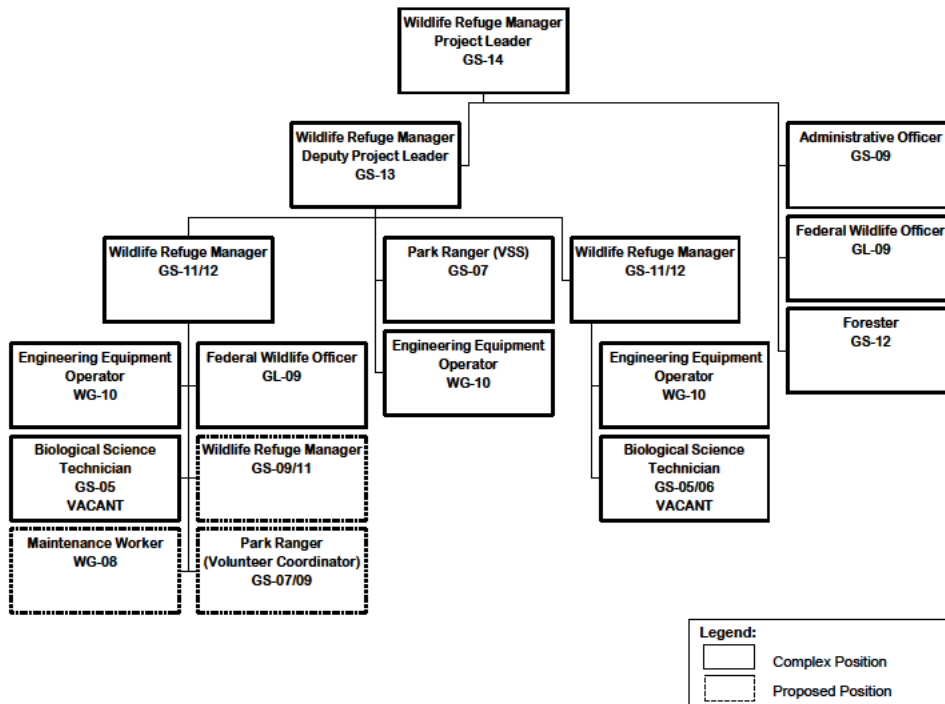 Wildlife Refuge Manager
Project Leader
GS-14
Wildlife Refuge Manager
Deputy Project Leader
GS-13
Administrative Officer
GS-09
Federal Wildlife Officer
GL-09
Forester
GS-12
Wildlife Refuge Manager
GS-11/12
Park Ranger (VSS)
GS-07
Wildlife Refuge Manager
GS-11/12
Engineering Equipment
Operator
WG-10
Federal Wildlife Officer
GL-09
Engineering Equipment
Operator
WG-10
Engineering Equipment
Operator
WG-10
Biological Science
Technician
GS-05
VACANT
Wildlife Refuge Manager
GS-09/11
Biological Science
Technician
GS-05/06
VACANT
Maintenance Worker
WG-08
Park Ranger
(Volunteer Coordinator)
GS-07/09
Legend:
Complex Position
Proposed Position